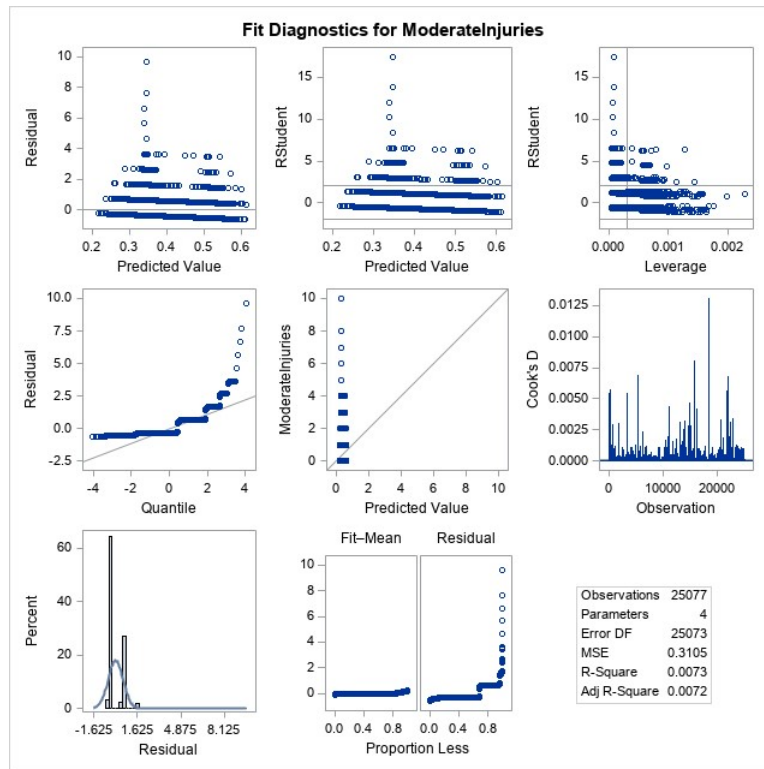 Fit Diagnostics for ModerateInjuries
Residual
10
8
6
4
2
0
0.2 0.3 0.4 0.5 0.6
Predicted Value
RStudent
15
10
5
0
0.2 0.3 0.4 0.5 0.6
Predicted Value
RStudent
15
10
5
0
0.000 0.001 0.002
Leverage
Residual
10.0
7.5
5.0
2.5
0.0
-2.5
-4 -2 0 2 4
Quantile
ModerateInjuries
10
8
6
4
2
0
0 2 4 6 8 10
Predicted Value
Cook's D
0.0125
0.0100
0.0075
0.0050
0.0025
0.0000
0 10000 20000
Observation
Percent
60
40
20
0
-1.625 1.625 4.875 8.125
Residual
Fit–Mean Residual
10
8
6
4
2
0
0.0 0.4 0.8 0.0 0.4 0.8
Proportion Less
Observations 25077
Parameters 4
Error DF 25073
MSE 0.3105
R-Square 0.0073
Adj R-Square 0.0072